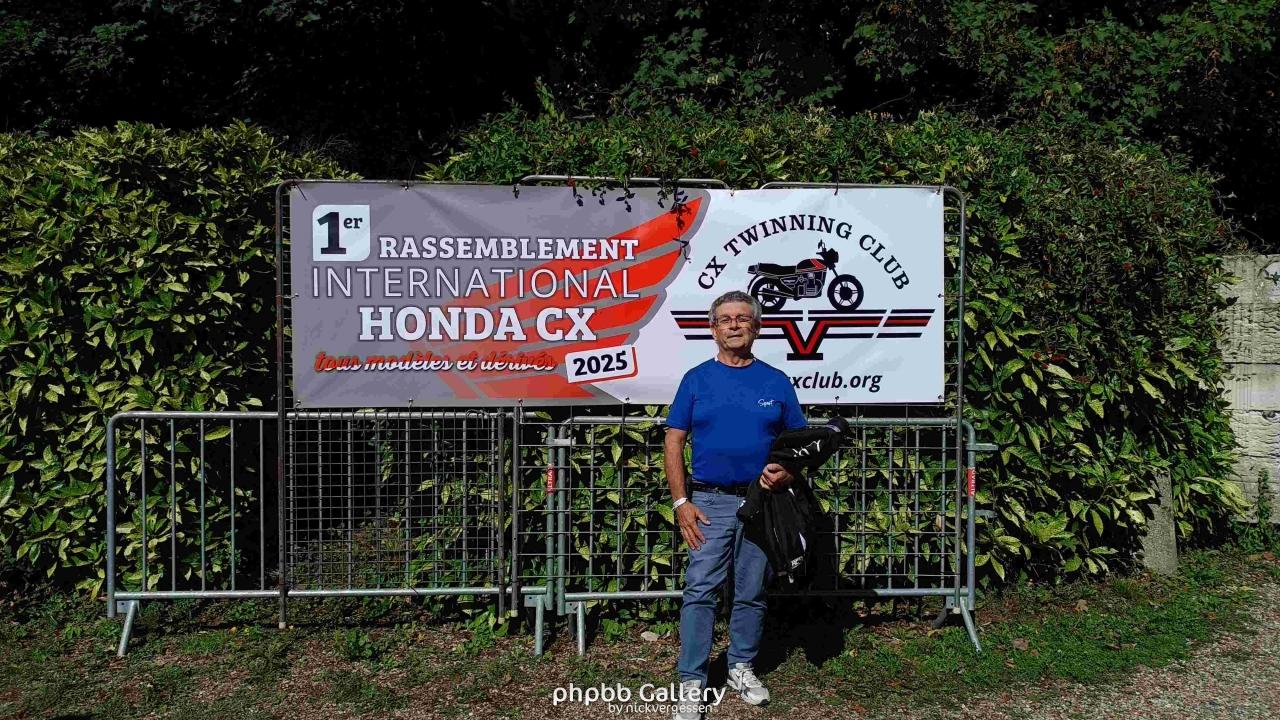 1er
RASSEMBLEMENT
INTERNATIONAL
HONDA CX
tous modèles et dérivés
2025
CX TWINNING CLUB
xclub.org
Sport
phpbb Gallery
by nickvergessen